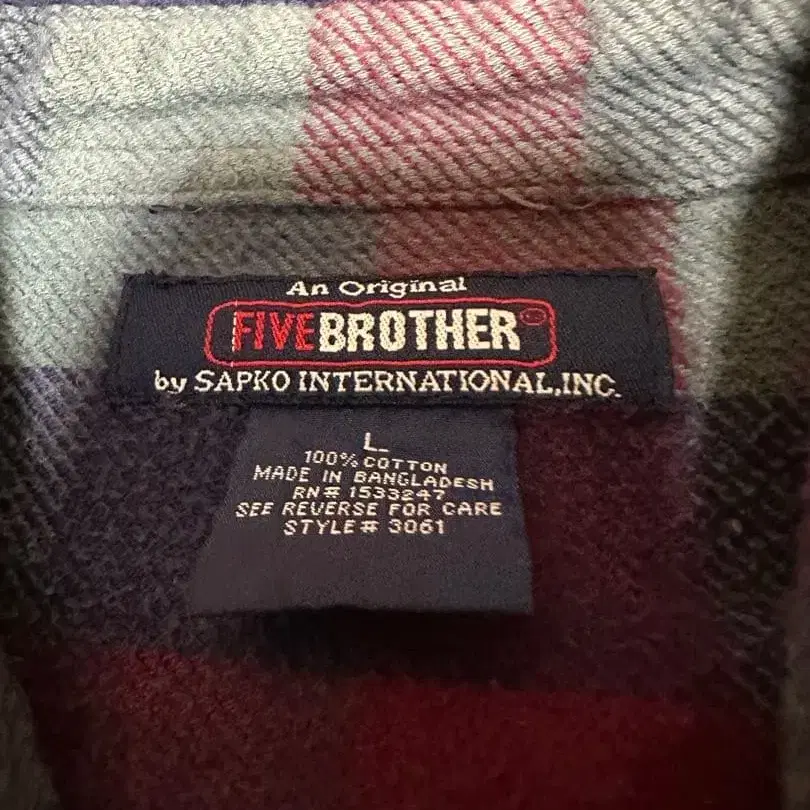 An Original
FIVEBROTHER®
by SAPKO INTERNATIONAL,INC.
L
100% COTTON
MADE IN BANGLADESH
RN# 1533247
SEE REVERSE FOR CARE
STYLE# 3061